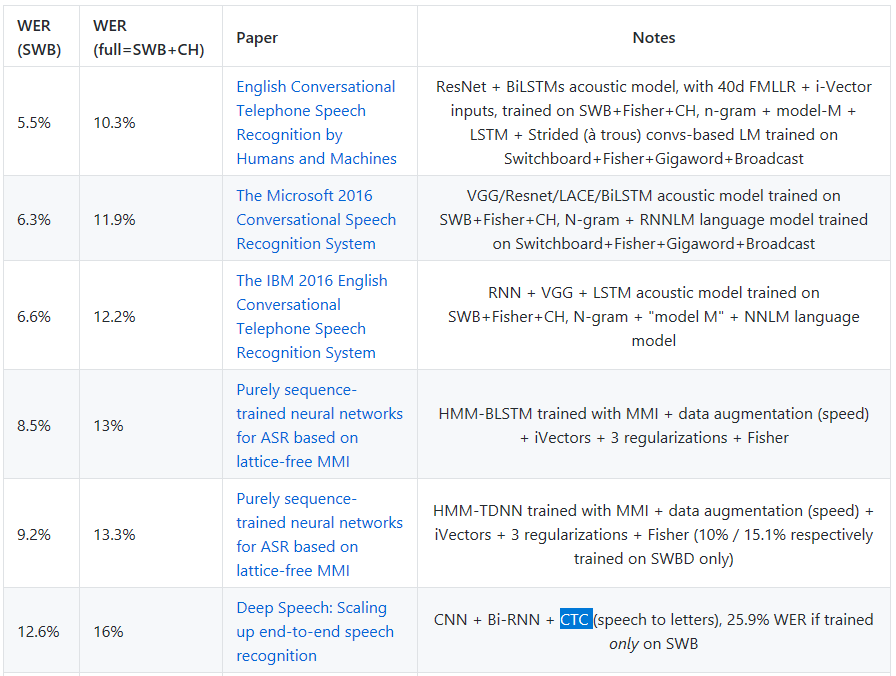 WER
(SWB)
WER
(full=SWB+CH)
Paper
Notes
5.5%
10.3%
English Conversational
Telephone Speech
Recognition by
Humans and Machines
ResNet + BiLSTMs acoustic model, with 40d FMLLR + i-Vector
inputs, trained on SWB+Fisher+CH, n-gram + model-M +
LSTM + Strided (à trous) convs-based LM trained on
Switchboard+Fisher+Gigaword+Broadcast
6.3%
11.9%
The Microsoft 2016
Conversational Speech
Recognition System
VGG/Resnet/LACE/BiLSTM acoustic model trained on
SWB+Fisher+CH, N-gram + RNNLM language model trained
on Switchboard+Fisher+Gigaword+Broadcast
6.6%
12.2%
The IBM 2016 English
Conversational
Telephone Speech
Recognition System
RNN + VGG + LSTM acoustic model trained on
SWB+Fisher+CH, N-gram + "model M" + NNLM language
model
8.5%
13%
Purely sequence-
trained neural networks
for ASR based on
lattice-free MMI
HMM-BLSTM trained with MMI + data augmentation (speed)
+ iVectors + 3 regularizations + Fisher
9.2%
13.3%
Purely sequence-
trained neural networks
for ASR based on
lattice-free MMI
HMM-TDNN trained with MMI + data augmentation (speed) +
iVectors + 3 regularizations + Fisher (10% / 15.1% respectively
trained on SWBD only)
12.6%
16%
Deep Speech: Scaling
up end-to-end speech
recognition
CNN + Bi-RNN + CTC (speech to letters), 25.9% WER if trained
only on SWB